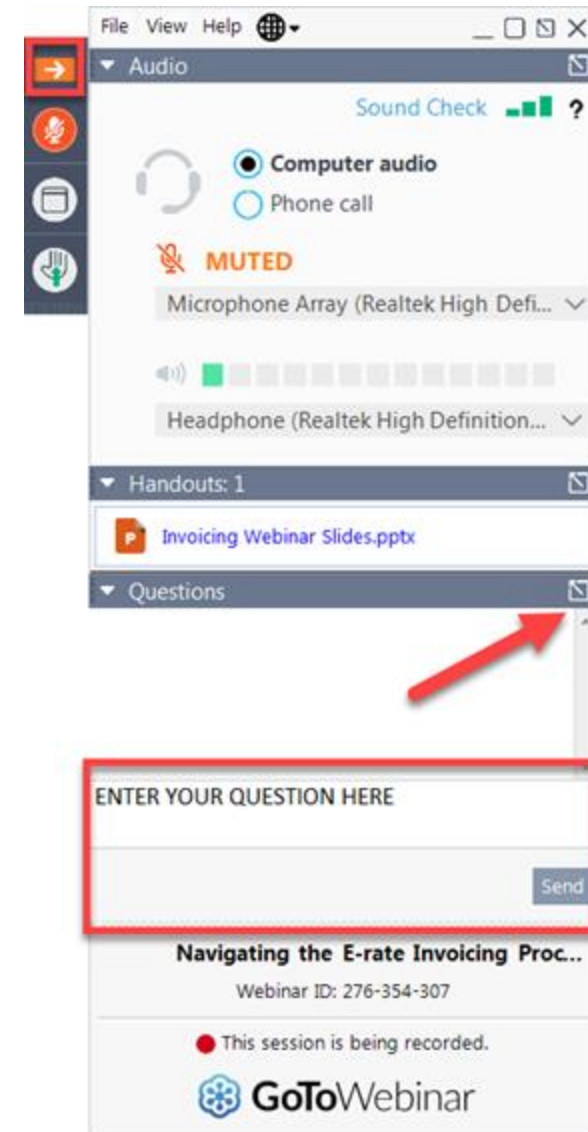 File View Help
Audio
Sound Check ?
Computer audio
Phone call
MUTED
Microphone Array (Realtek High Defi...
Headphone (Realtek High Definition...
Handouts: 1
P Invoicing Webinar Slides.pptx
Questions
ENTER YOUR QUESTION HERE
Send
Navigating the E-rate Invoicing Proc...
Webinar ID: 276-354-307
This session is being recorded.
GoToWebinar